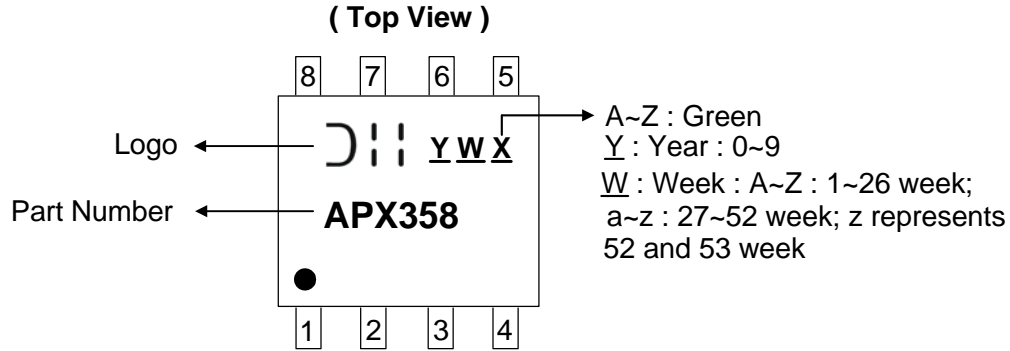 ( Top View )
8 7 6 5
Logo
Y W X
A~Z : Green
Y : Year : 0~9
W : Week : A~Z : 1~26 week;
a~z : 27~52 week; z represents
52 and 53 week
Part Number
APX358
1 2 3 4